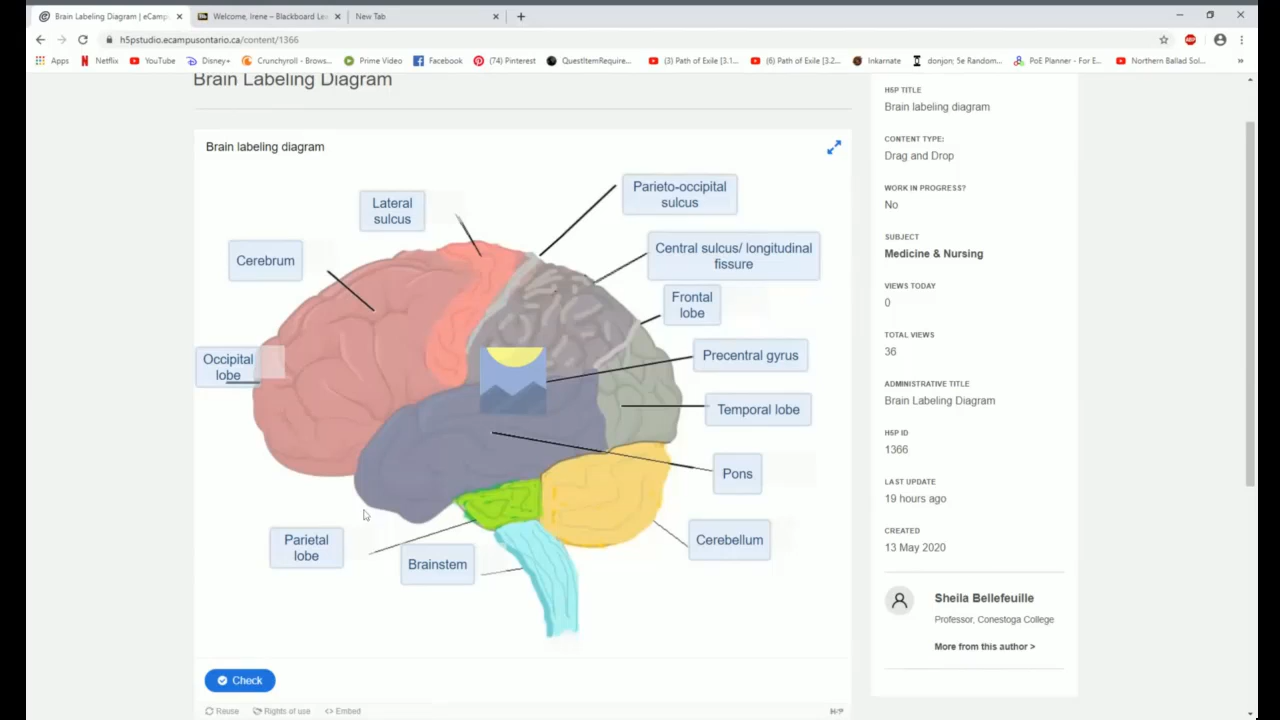 Brain Labeling Diagram | eCamp
Welcome, Irene – Blackboard Le
New Tab
h5pstudio.ecampusontario.ca/content/1366
Apps
Netflix
YouTube
Disney+
Crunchyroll - Brows...
Prime Video
Facebook
(74) Pinterest
QuestItemRequire...
(3) Path of Exile [3.1...
(6) Path of Exile [3.2...
Inkarnate
donjon; 5e Random...
PoE Planner - For E...
Northern Ballad Sol...
»
Brain Labeling Diagram
Brain labeling diagram
Lateral
sulcus
Parieto-occipital
sulcus
Cerebrum
Central sulcus/ longitudinal
fissure
Frontal
lobe
Occipital
lobe
Precentral gyrus
Temporal lobe
Pons
Parietal
lobe
Brainstem
Cerebellum
Check
Reuse
Rights of use
<> Embed
H5P
H5P TITLE
Brain labeling diagram
CONTENT TYPE:
Drag and Drop
WORK IN PROGRESS?
No
SUBJECT
Medicine & Nursing
VIEWS TODAY
0
TOTAL VIEWS
36
ADMINISTRATIVE TITLE
Brain Labeling Diagram
H5P ID
1366
LAST UPDATE
19 hours ago
CREATED
13 May 2020
Sheila Bellefeuille
Professor, Conestoga College
More from this author >